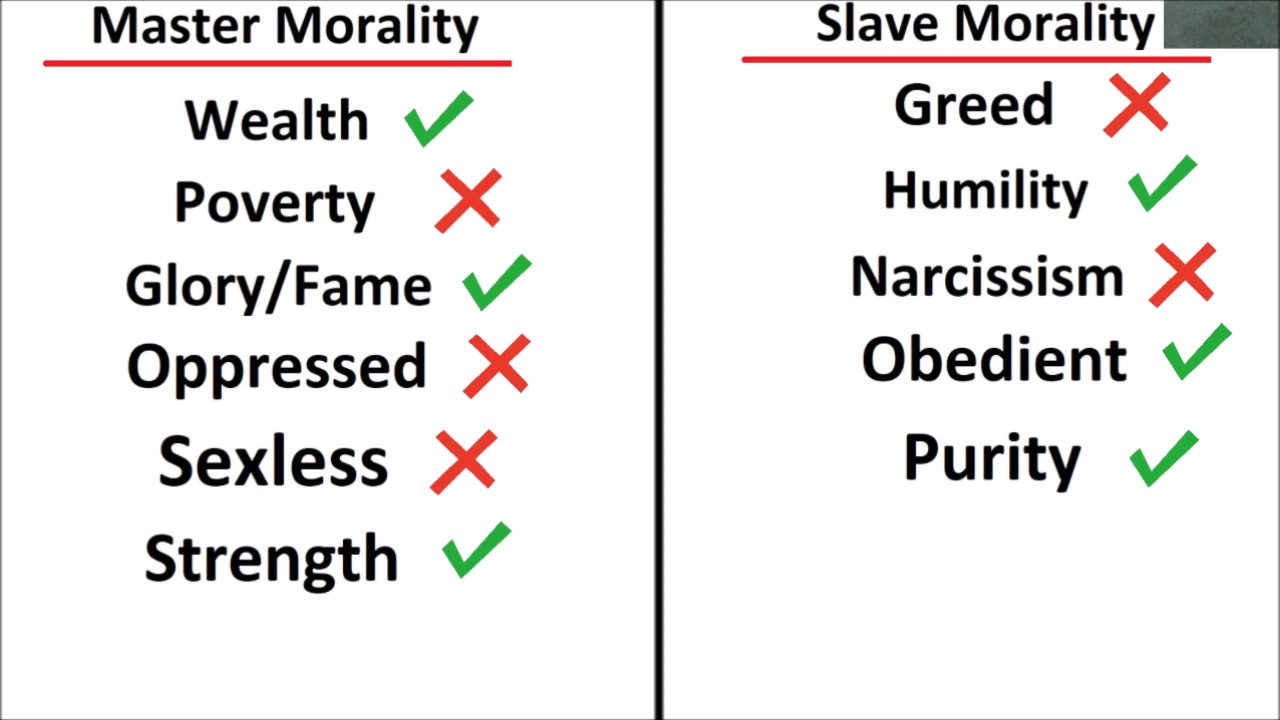 Master Morality
Wealth
Poverty
Glory/Fame
Oppressed
Sexless
Strength
Slave Morality
Greed
Humility
Narcissism
Obedient
Purity